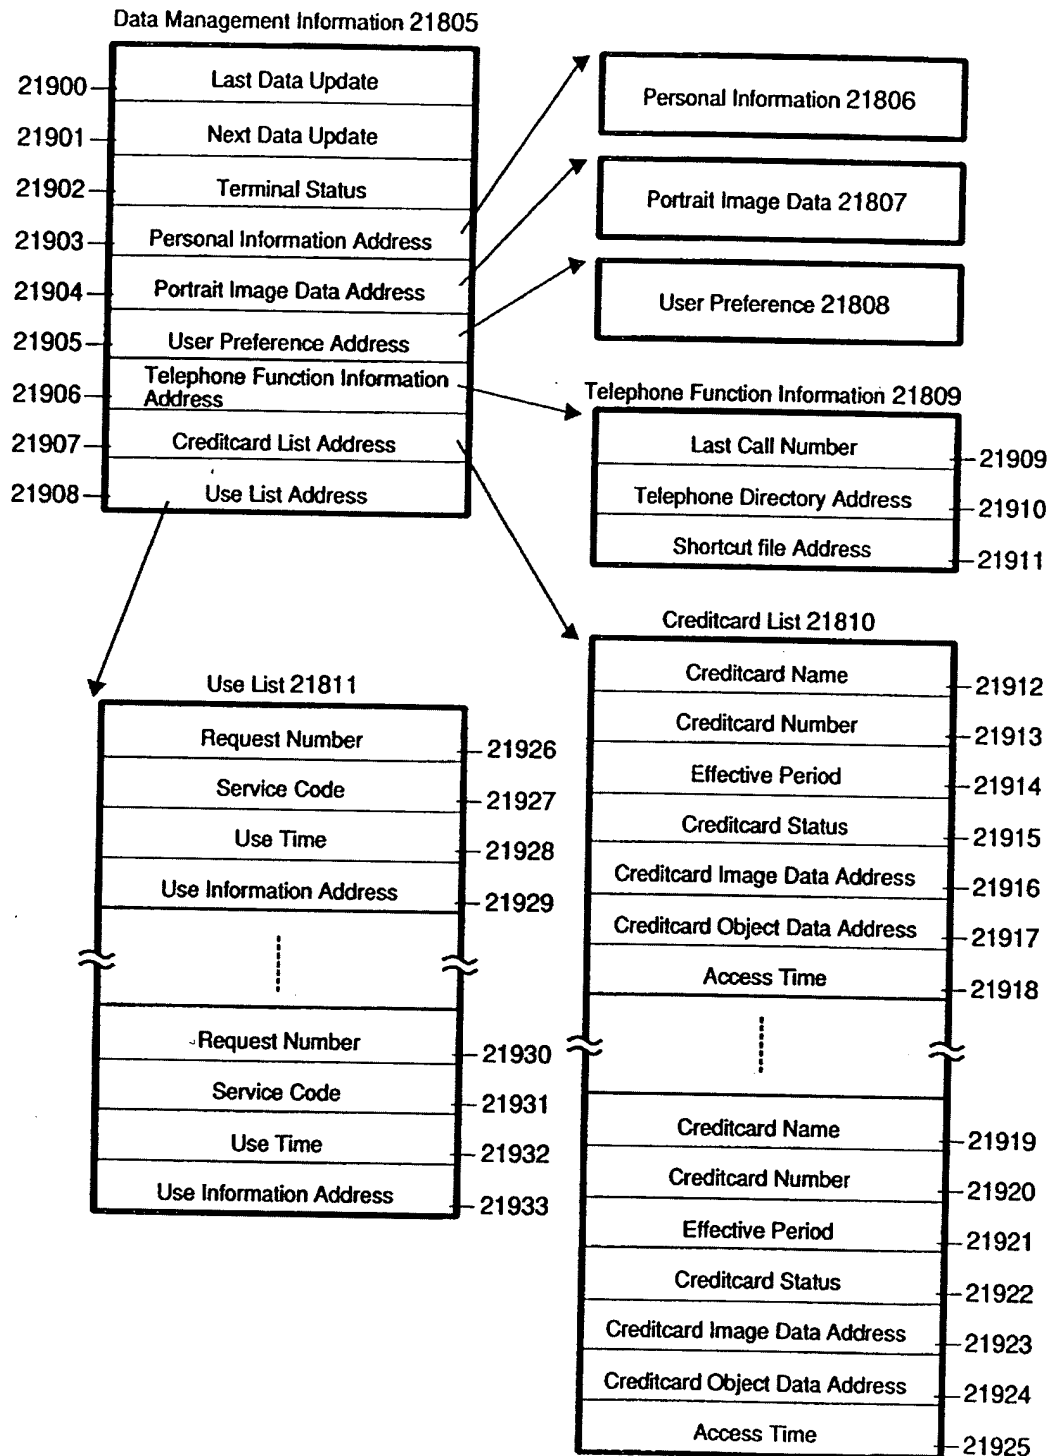 Data Management Information 21805
21900
Last Data Update
21901
Next Data Update
21902
Terminal Status
21903
Personal Information Address
21904
Portrait Image Data Address
21905
User Preference Address
21906
Telephone Function Information
Address
21907
Creditcard List Address
21908
Use List Address
Personal Information 21806
Portrait Image Data 21807
User Preference 21808
Telephone Function Information 21809
Last Call Number
21909
Telephone Directory Address
21910
Shortcut file Address
21911
Use List 21811
Request Number
21926
Service Code
21927
Use Time
21928
Use Information Address
21929
Request Number
21930
Service Code
21931
Use Time
21932
Use Information Address
21933
Creditcard List 21810
Creditcard Name
21912
Creditcard Number
21913
Effective Period
21914
Creditcard Status
21915
Creditcard Image Data Address
21916
Creditcard Object Data Address
21917
Access Time
21918
Creditcard Name
21919
Creditcard Number
21920
Effective Period
21921
Creditcard Status
21922
Creditcard Image Data Address
21923
Creditcard Object Data Address
21924
Access Time
21925